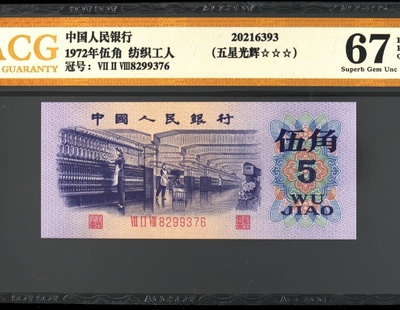 ACG
GUARANTY
中国人民银行
1972年伍角 纺织工人
冠号：VII II VIII8299376
20216393
(五星光辉☆☆☆)
67
Superb Gem Unc
中國人民銀行
伍角
5
WU
JIAO
VII II VIII 8299376